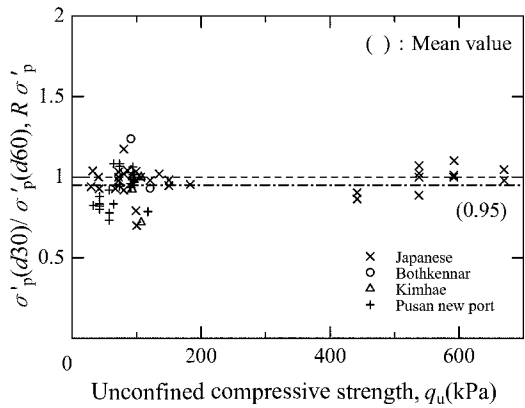 2
( ) : Mean value
1.5
1
(0.95)
0.5
× Japanese
○ Bothkennar
△ Kimhae
+ Pusan new port
0 200 400 600
Unconfined compressive strength, qu(kPa)
σ'p(d30)/ σ'p(d60), R σ'p